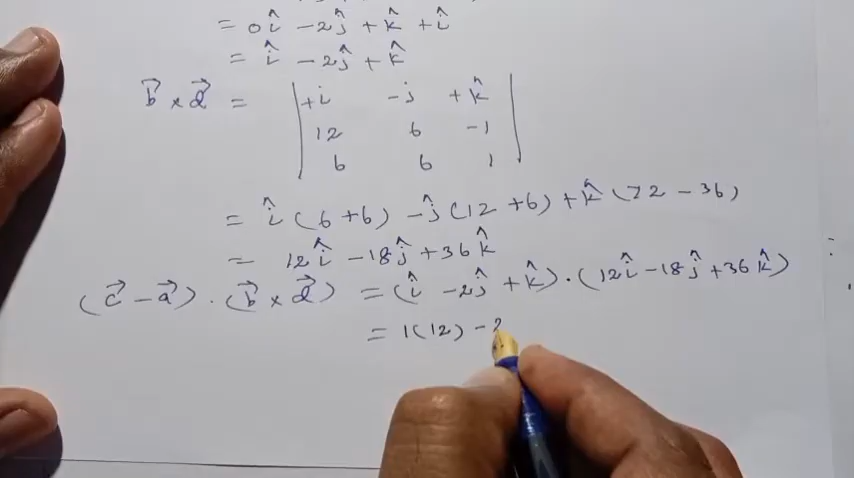 = 0î - 2ĵ + k̂ + î
= î - 2ĵ + k̂
b⃗ × d⃗ = | +i -j +k̂ |
12 6 -1
6 6 1
= î (6+6) - ĵ (12+6) + k̂ (72 - 36)
= 12î - 18ĵ + 36k̂
(c⃗ - a⃗) . (b⃗ × d⃗) = (î - 2ĵ + k̂) . (12î - 18ĵ + 36k̂)
= 1(12) - 2